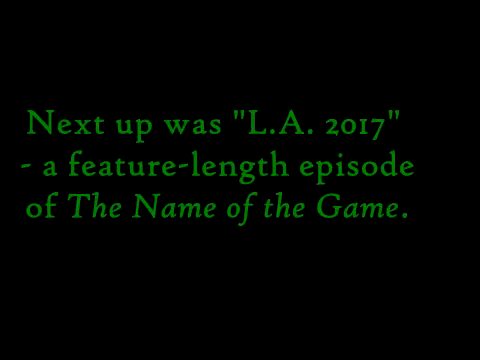 Next up was "L.A. 2017"
- a feature-length episode
of The Name of the Game.